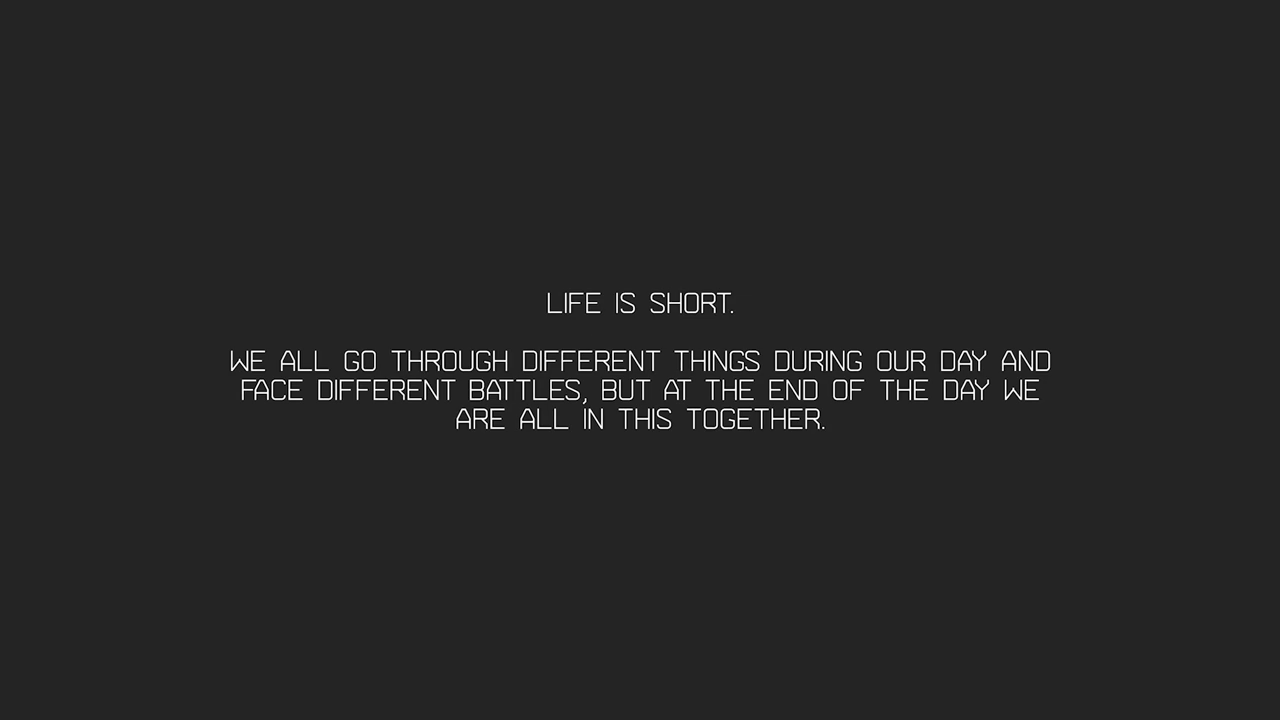 LIFE IS SHORT.
WE ALL GO THROUGH DIFFERENT THINGS DURING OUR DAY AND
FACE DIFFERENT BATTLES, BUT AT THE END OF THE DAY WE
ARE ALL IN THIS TOGETHER.